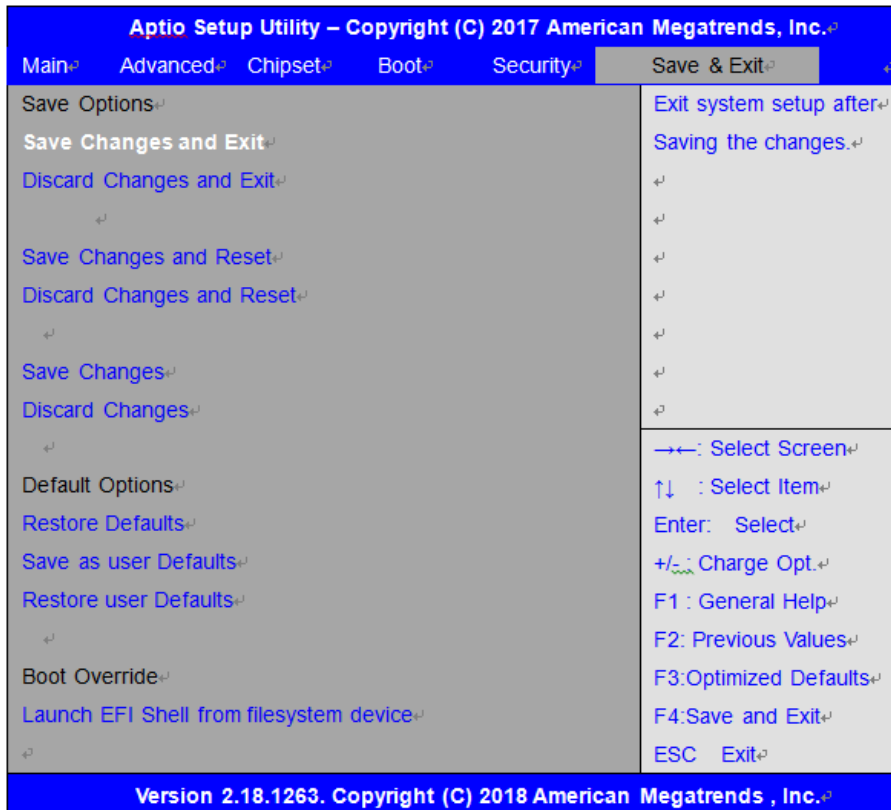 Aptio Setup Utility – Copyright (C) 2017 American Megatrends, Inc.
Main Advanced Chipset Boot Security Save & Exit
Save Options
Save Changes and Exit
Discard Changes and Exit
Save Changes and Reset
Discard Changes and Reset
Save Changes
Discard Changes
Default Options
Restore Defaults
Save as user Defaults
Restore user Defaults
Boot Override
Launch EFI Shell from filesystem device
Exit system setup after
Saving the changes.
→←: Select Screen
↑↓ : Select Item
Enter: Select
+/- : Charge Opt.
F1 : General Help
F2: Previous Values
F3:Optimized Defaults
F4:Save and Exit
ESC Exit
Version 2.18.1263. Copyright (C) 2018 American Megatrends , Inc.